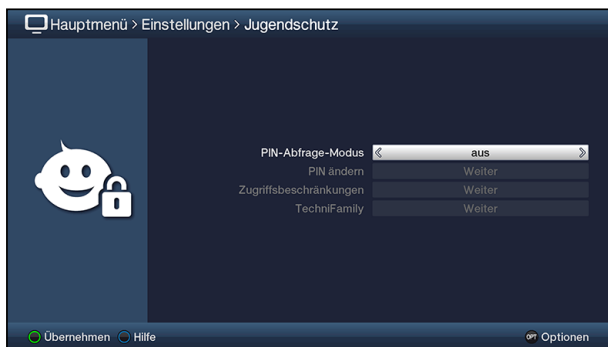 Hauptmenü > Einstellungen > Jugendschutz
PIN-Abfrage-Modus aus
PIN ändern Weiter
Zugriffsbeschränkungen Weiter
TechniFamily Weiter
Übernehmen Hilfe OPT Optionen